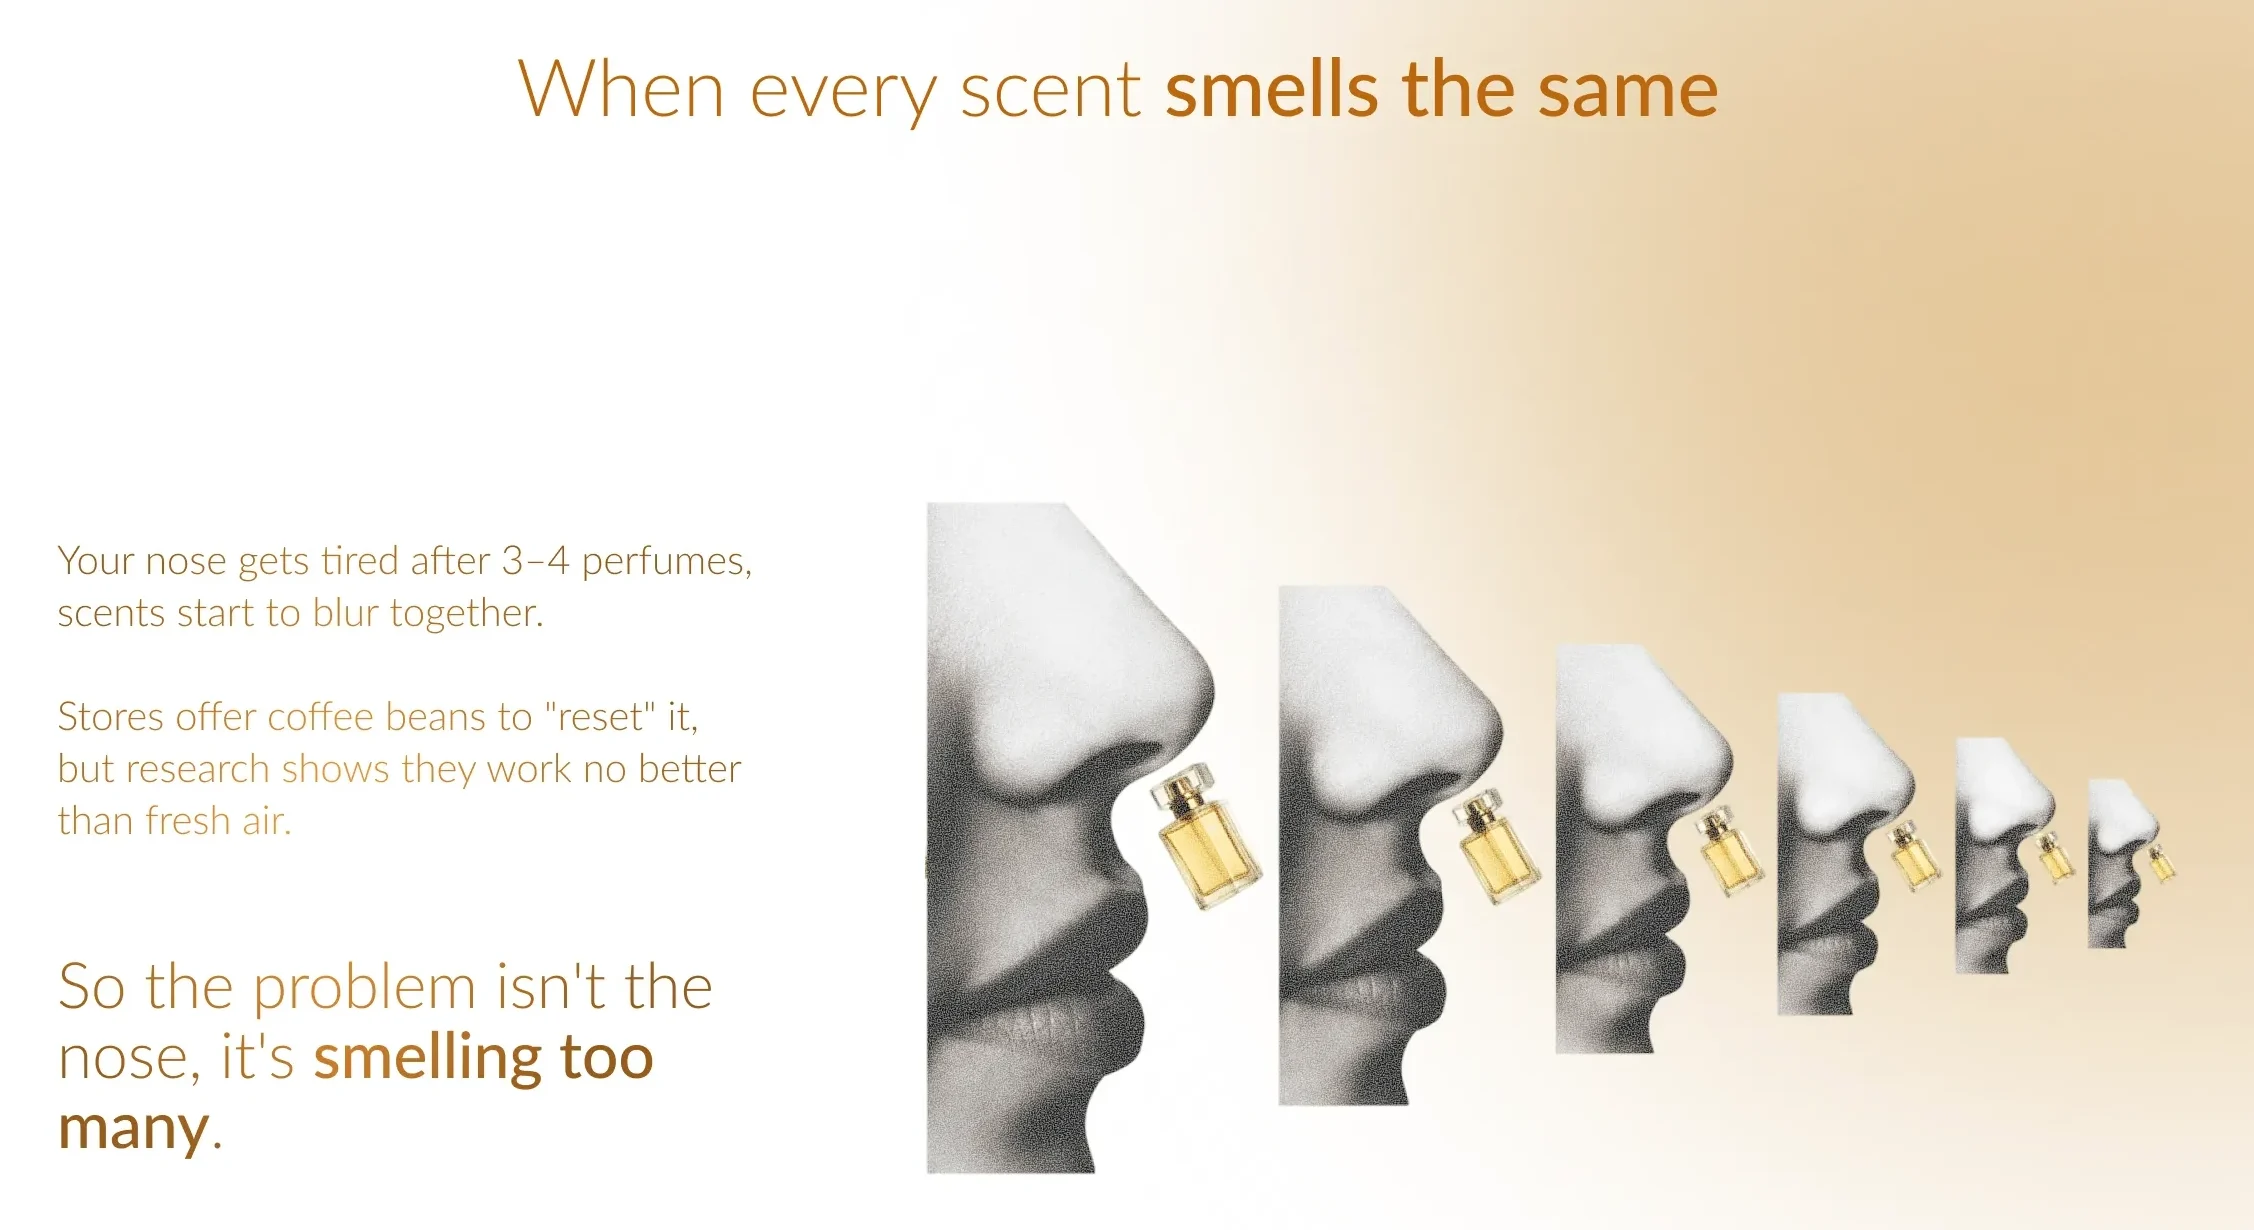 When every scent smells the same
Your nose gets tired after 3–4 perfumes,
scents start to blur together.
Stores offer coffee beans to "reset" it,
but research shows they work no better
than fresh air.
So the problem isn't the
nose, it's smelling too
many.